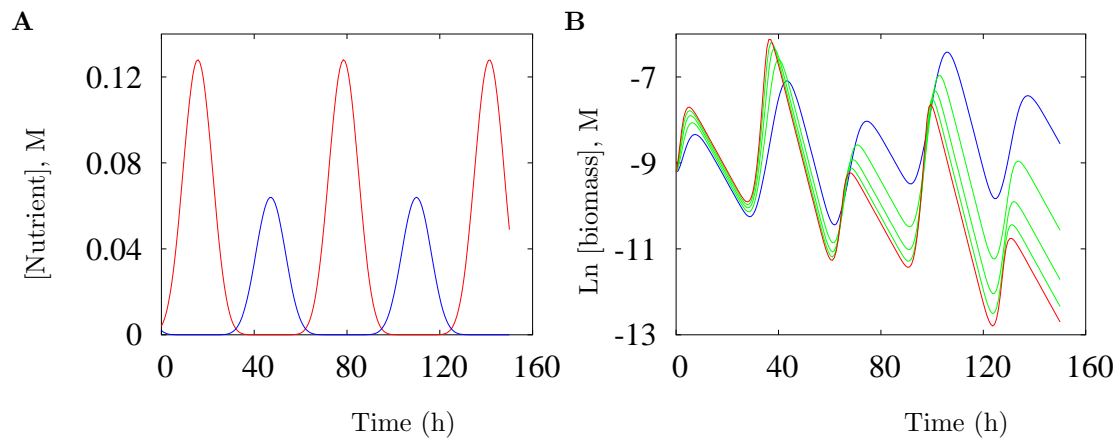 A
[Nutrient], M
0.12
0.08
0.04
0
0 40 80 120 160
Time (h)
B
Ln [biomass], M
-7
-9
-11
-13
0 40 80 120 160
Time (h)